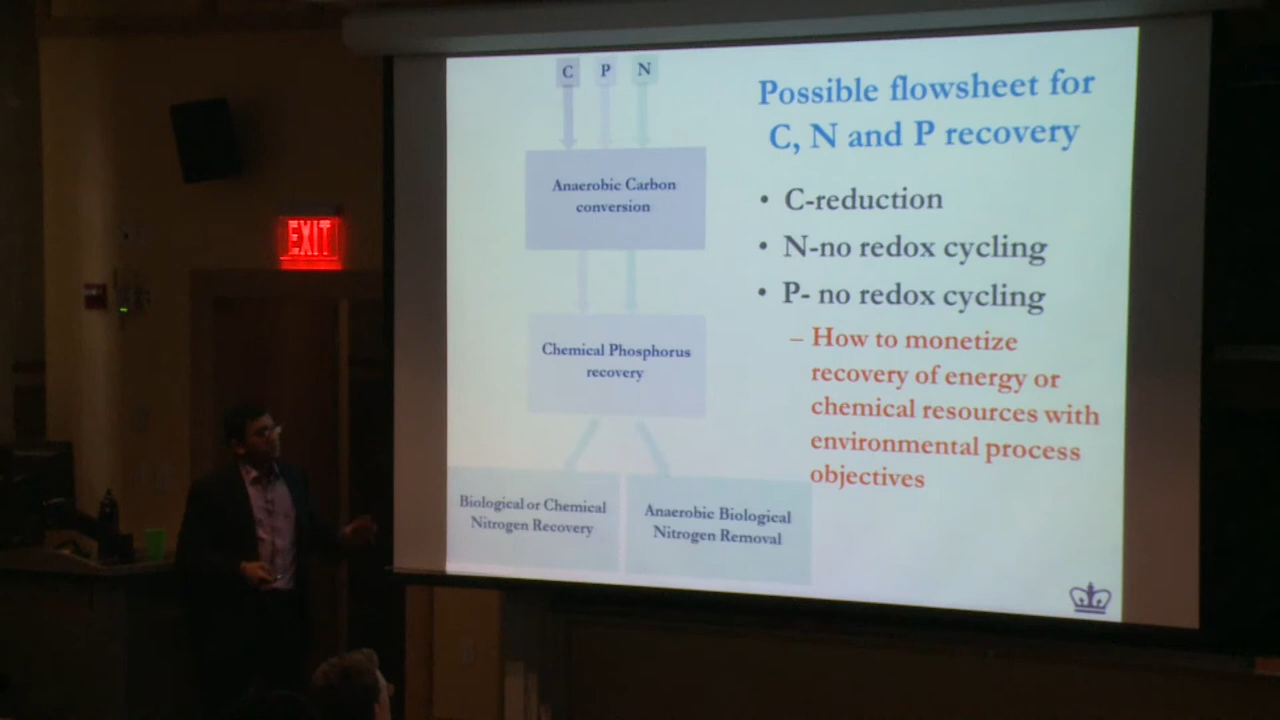 EXIT
C P N
Anaerobic Carbon
conversion
Chemical Phosphorus
recovery
Biological or Chemical
Nitrogen Recovery
Anaerobic Biological
Nitrogen Removal
Possible flowsheet for
C, N and P recovery
• C-reduction
• N-no redox cycling
• P- no redox cycling
– How to monetize
recovery of energy or
chemical resources with
environmental process
objectives